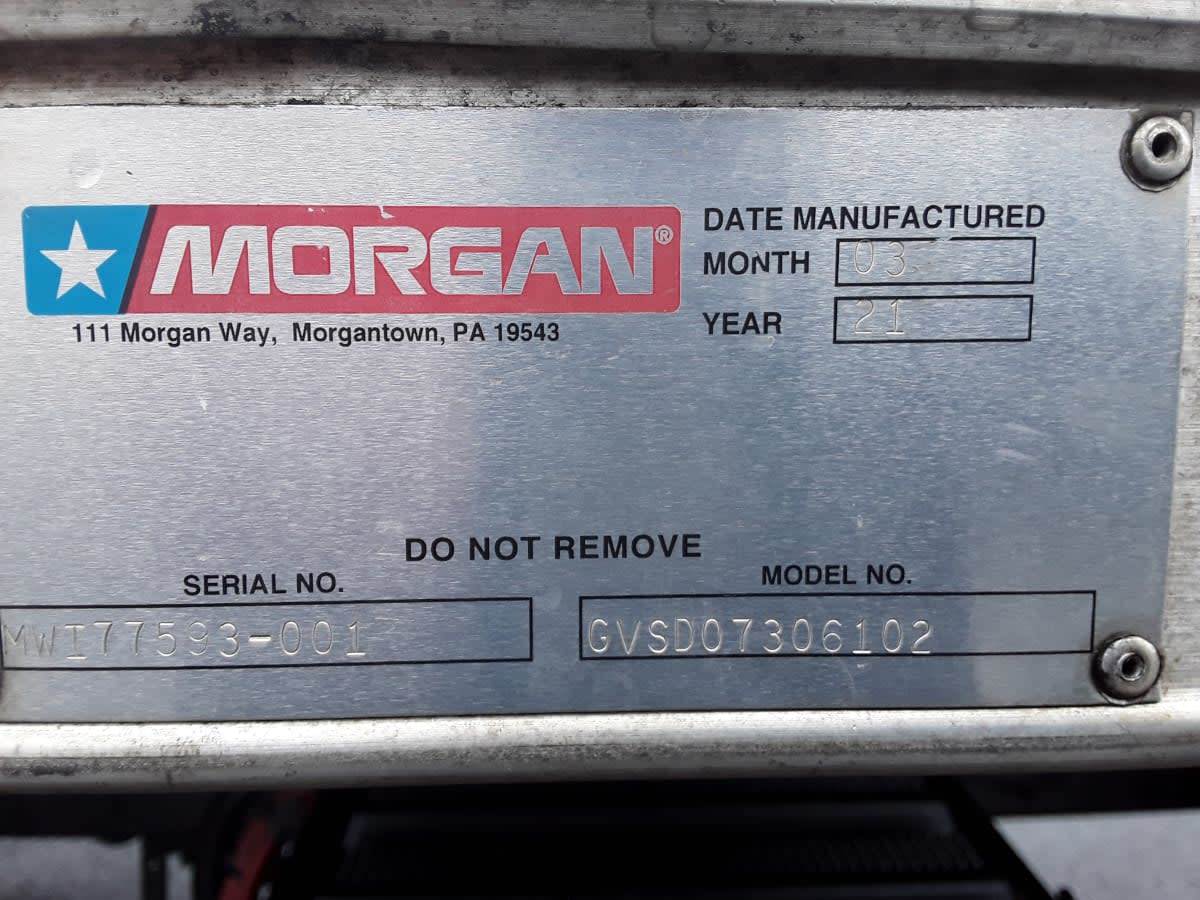 MORGAN®
111 Morgan Way, Morgantown, PA 19543
DATE MANUFACTURED
MONTH 03
YEAR 21
DO NOT REMOVE
SERIAL NO.
MWI77593-001
MODEL NO.
GVSD07306102